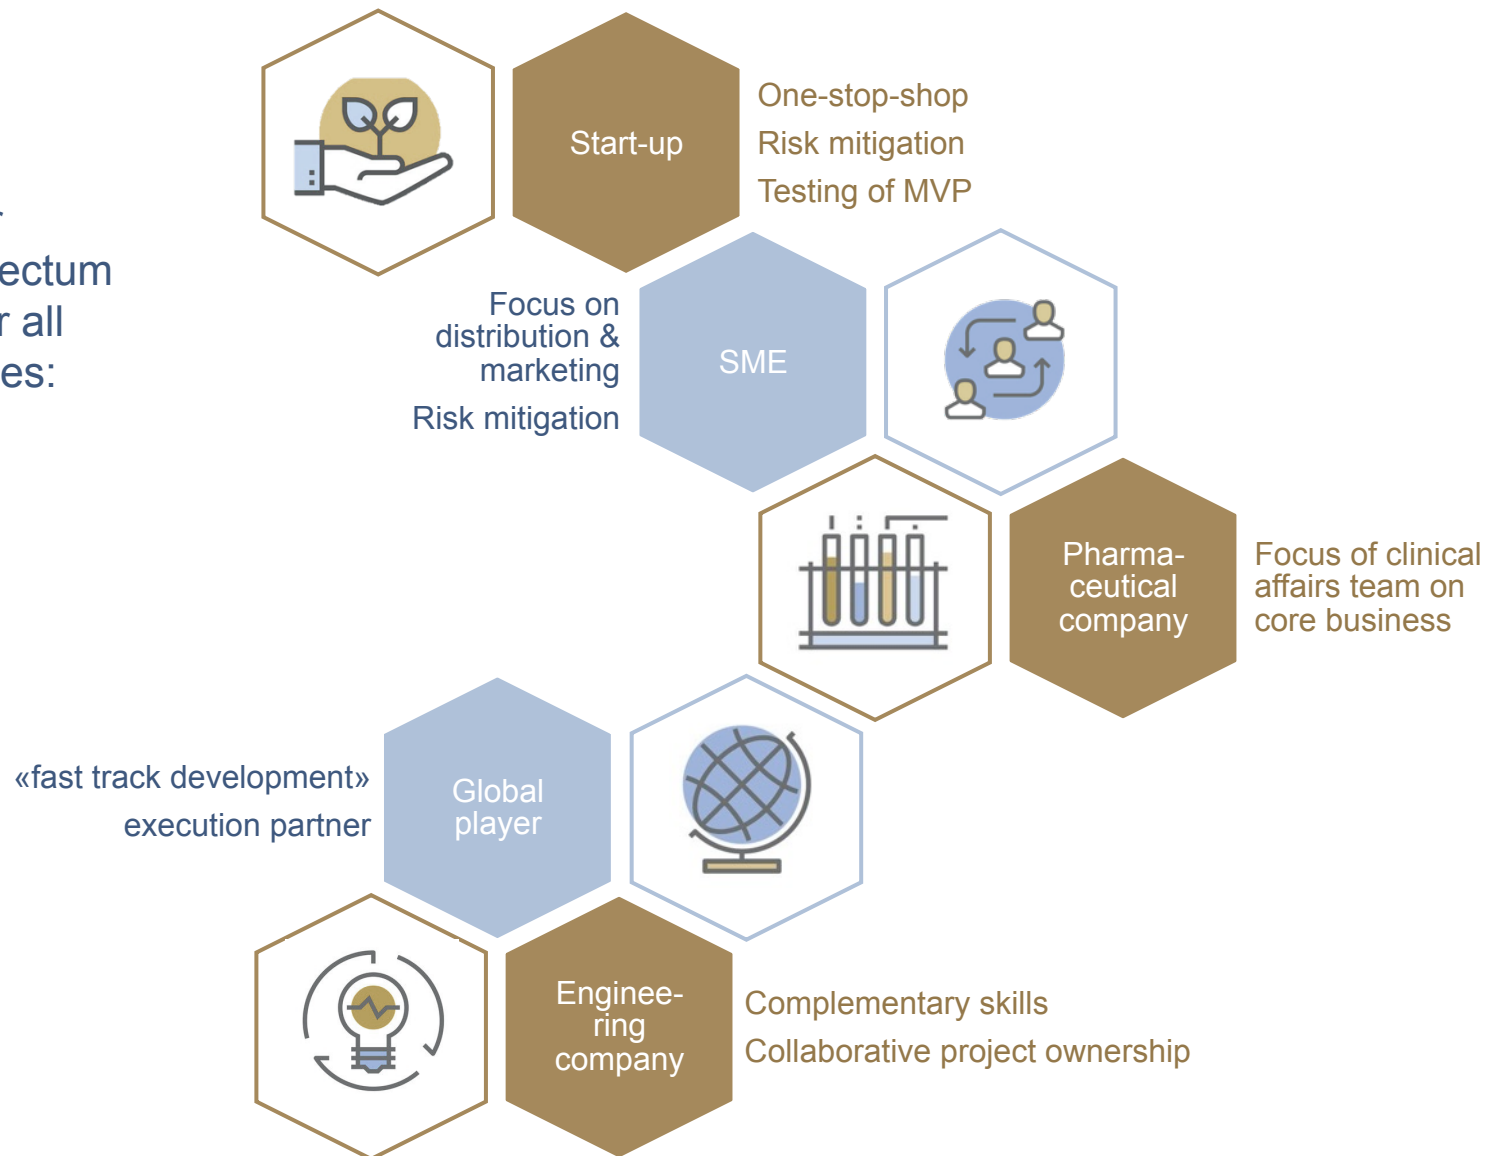 ectum
r all
es:
One-stop-shop
Start-up
Risk mitigation
Testing of MVP
Focus on
distribution &
marketing
Risk mitigation
SME
Pharma-
ceutical
company
Focus of clinical
affairs team on
core business
«fast track development»
execution partner
Global
player
Enginee-
ring
company
Complementary skills
Collaborative project ownership